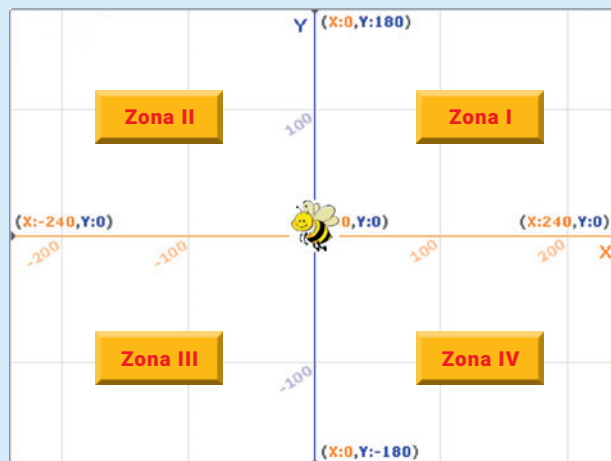 Y (X:0,Y:180)
Zona II Zona I
100
(X:-240,Y:0) 0,Y:0) (X:240,Y:0)
-200 -100 100 200 X
Zona III Zona IV
-100
(X:0,Y:-180)